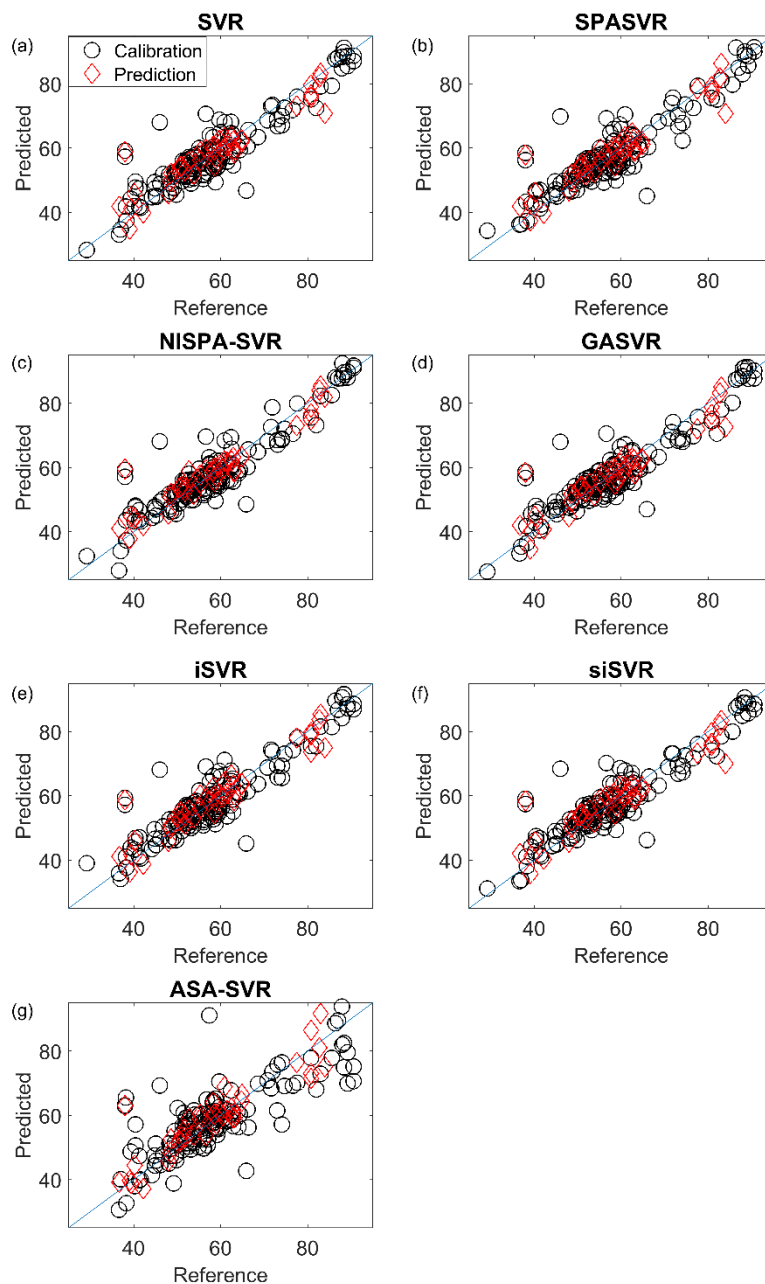 SVR
(a)
Calibration
Prediction
80
60
40
Predicted
40 60 80
Reference
SPASVR
(b)
80
60
40
Predicted
40 60 80
Reference
NISPA-SVR
(c)
80
60
40
Predicted
40 60 80
Reference
GASVR
(d)
80
60
40
Predicted
40 60 80
Reference
iSVR
(e)
80
60
40
Predicted
40 60 80
Reference
siSVR
(f)
80
60
40
Predicted
40 60 80
Reference
ASA-SVR
(g)
80
60
40
Predicted
40 60 80
Reference